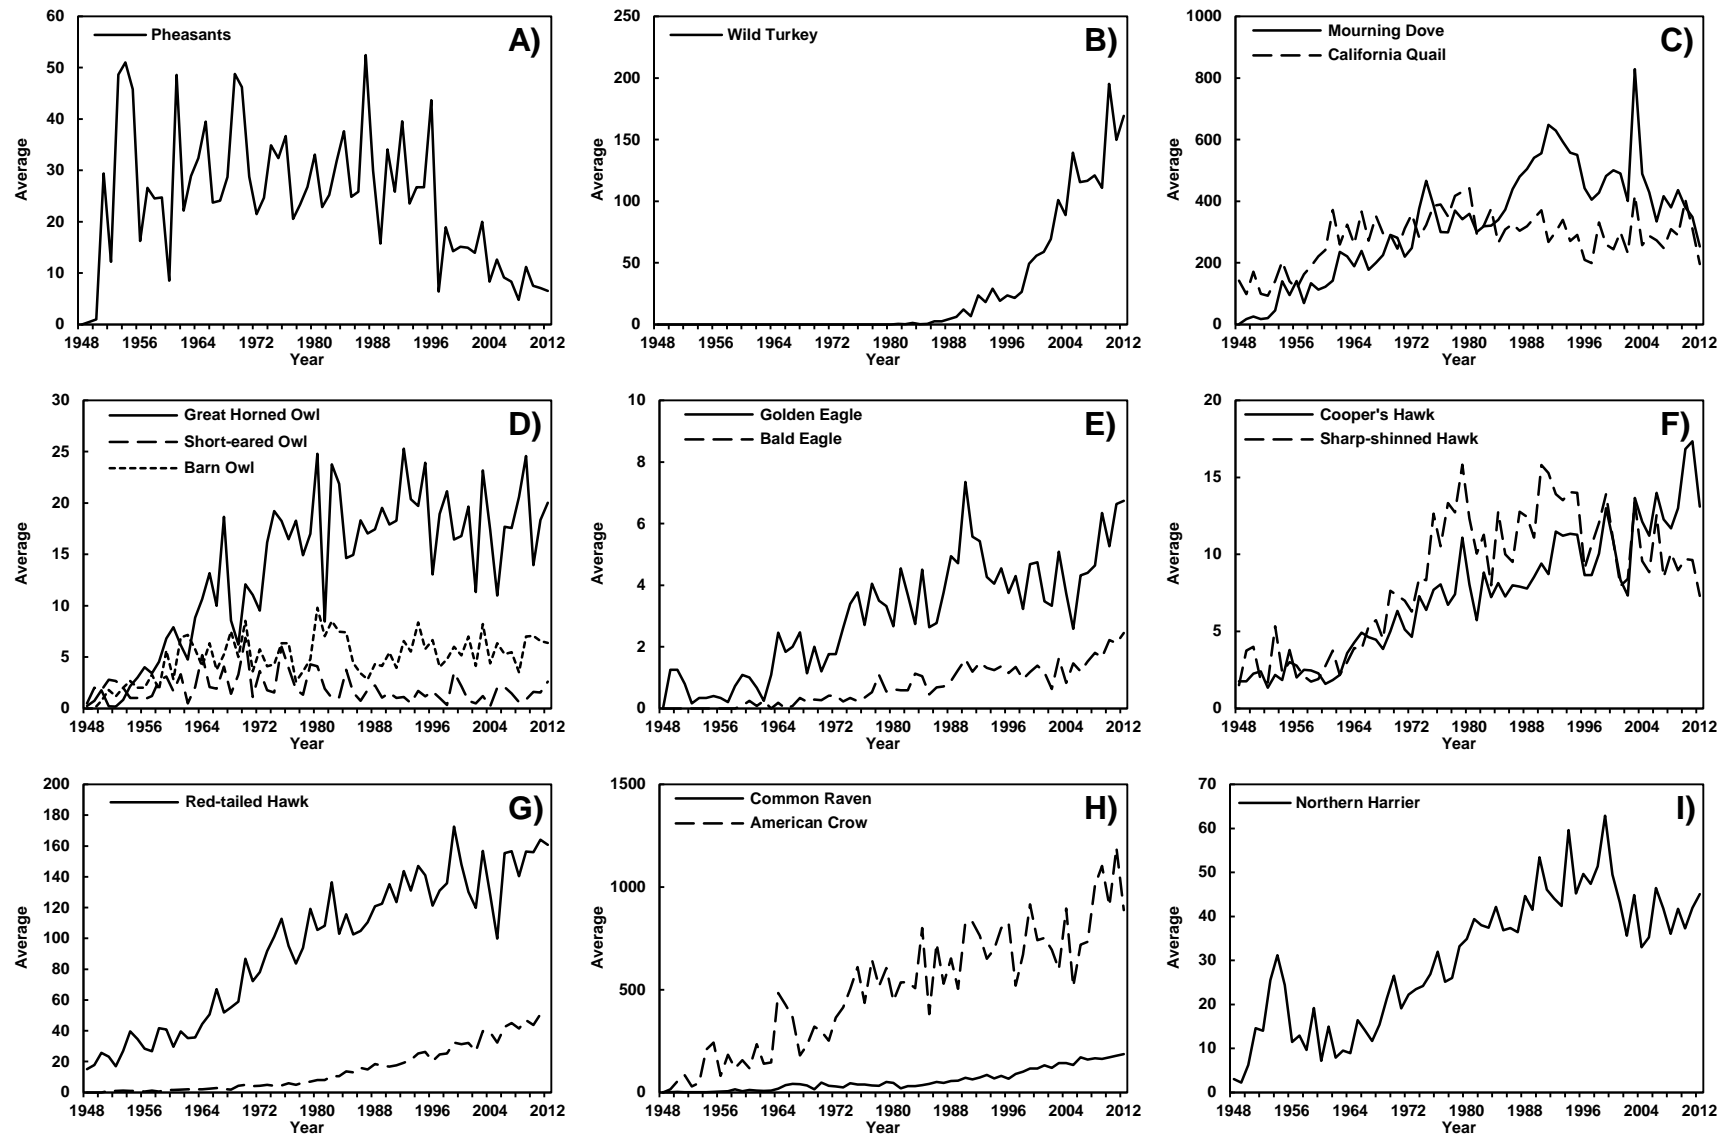 Pheasants
A)
60
50
40
30
20
10
0
Average
1948 1956 1964 1972 1980 1988 1996 2004 2012
Year
Wild Turkey
B)
250
200
150
100
50
0
Average
1948 1956 1964 1972 1980 1988 1996 2004 2012
Year
Mourning Dove
California Quail
C)
1000
800
600
400
200
0
Average
1948 1956 1964 1972 1980 1988 1996 2004 2012
Year
Great Horned Owl
Short-eared Owl
Barn Owl
D)
30
25
20
15
10
5
0
Average
1948 1956 1964 1972 1980 1988 1996 2004 2012
Year
Golden Eagle
Bald Eagle
E)
10
8
6
4
2
0
Average
1948 1956 1964 1972 1980 1988 1996 2004 2012
Year
Cooper's Hawk
Sharp-shinned Hawk
F)
20
15
10
5
0
Average
1948 1956 1964 1972 1980 1988 1996 2004 2012
Year
Red-tailed Hawk
G)
200
180
160
140
120
100
80
60
40
20
0
Average
1948 1956 1964 1972 1980 1988 1996 2004 2012
Year
Common Raven
American Crow
H)
1500
1000
500
0
Average
1948 1956 1964 1972 1980 1988 1996 2004 2012
Year
Northern Harrier
I)
70
60
50
40
30
20
10
0
Average
1948 1956 1964 1972 1980 1988 1996 2004 2012
Year